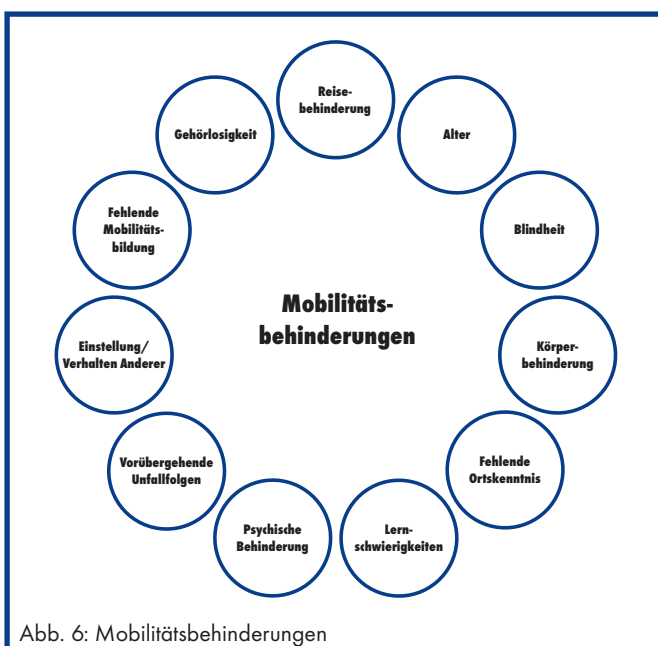 Reise-
behinderung
Gehörlosigkeit
Alter
Fehlende
Mobilitäts-
bildung
Blindheit
Mobilitäts-
behinderungen
Einstellung/
Verhalten Anderer
Körper-
behinderung
Vorübergehende
Unfallfolgen
Fehlende
Ortskenntnis
Psychische
Behinderung
Lern-
schwierigkeiten
Abb. 6: Mobilitätsbehinderungen